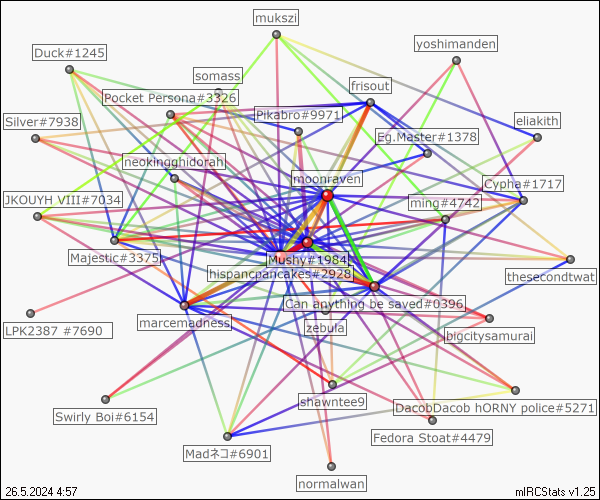 mukszi
yoshimanden
Duck#1245
somass
frisout
Pocket Persona#3326
Pikabro#9971
Silver#7938
eliakith
Eg.Master#1378
neokingghidorah
moonraven
Cypha#1717
JKOUYH VIII#7034
ming#4742
Majestic#3375
Mushy#1984
hispancpancakes#2928
thesecondtwat
Can anything be saved#0396
LPK2387 #7690
marcemadness
zebula
bigcitysamurai
shawntee9
Swirly Boi#6154
DacobDacob hORNY police#5271
Fedora Stoat#4479
Madネコ#6901
normalwan
26.5.2024 4:57
mIRCStats v1.25